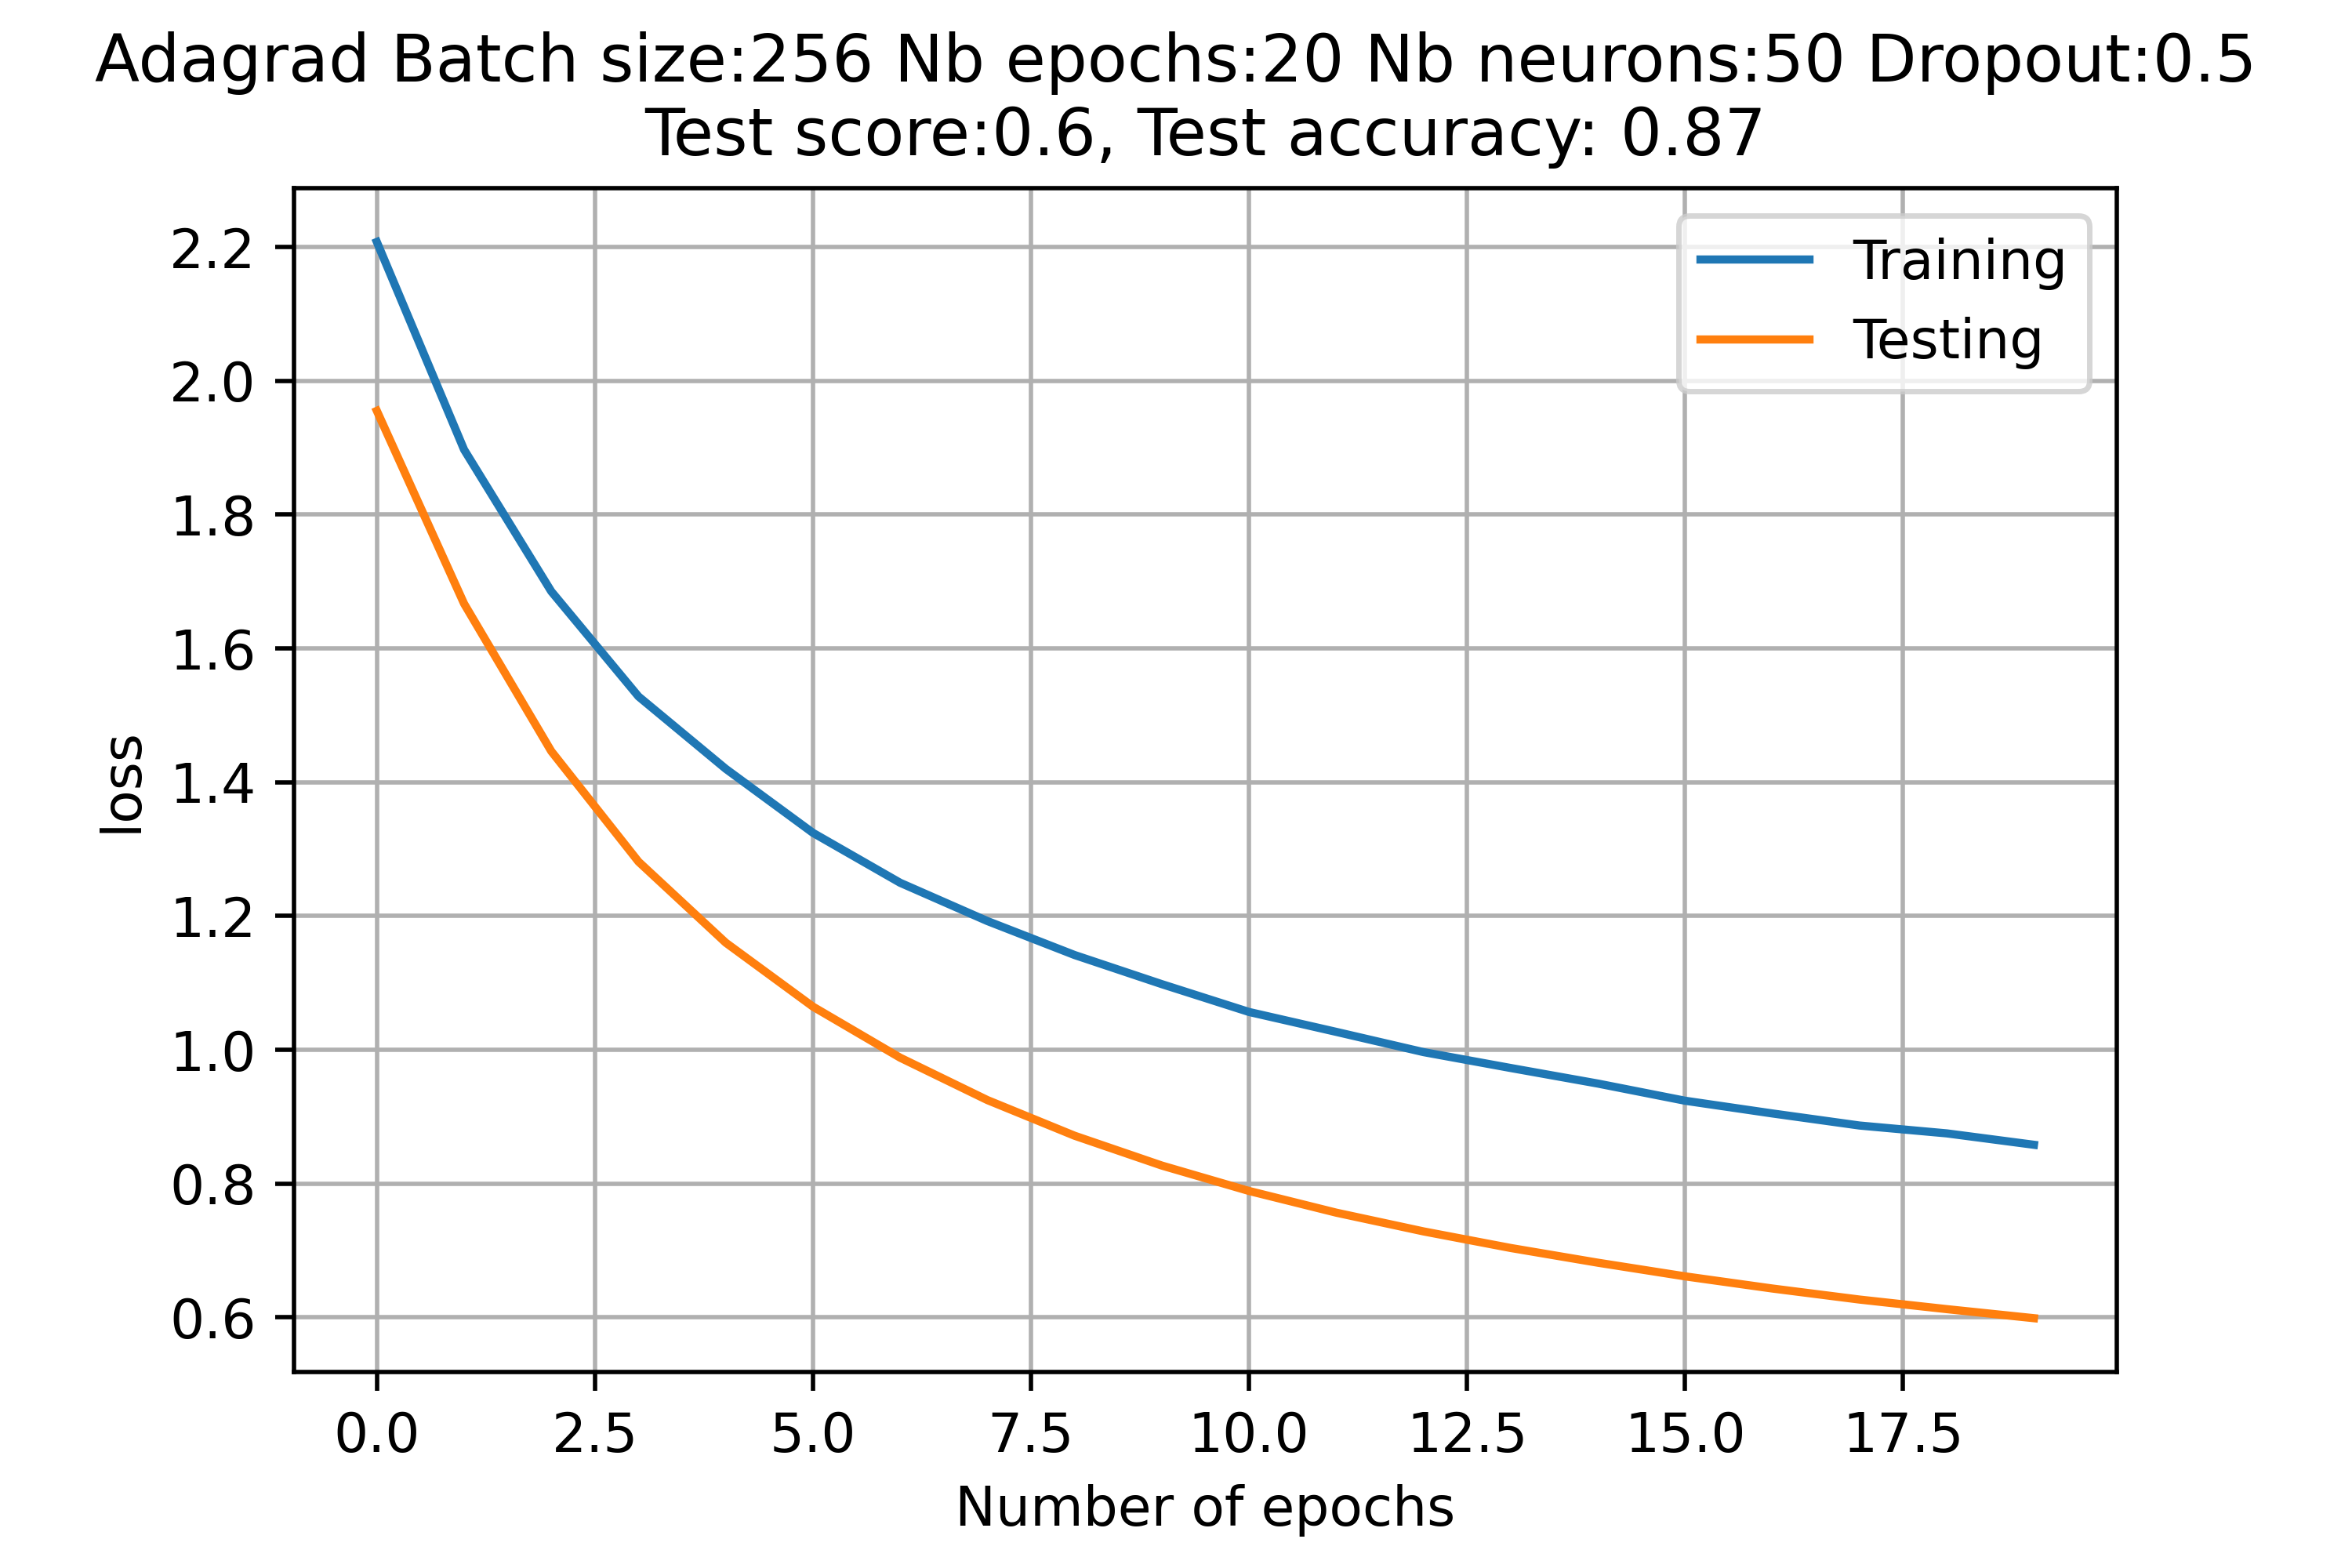 Adagrad Batch size:256 Nb epochs:20 Nb neurons:50 Dropout:0.5
Test score:0.6, Test accuracy: 0.87
Training
Testing
2.2
2.0
1.8
1.6
1.4
1.2
1.0
0.8
0.6
loss
0.0 2.5 5.0 7.5 10.0 12.5 15.0 17.5
Number of epochs